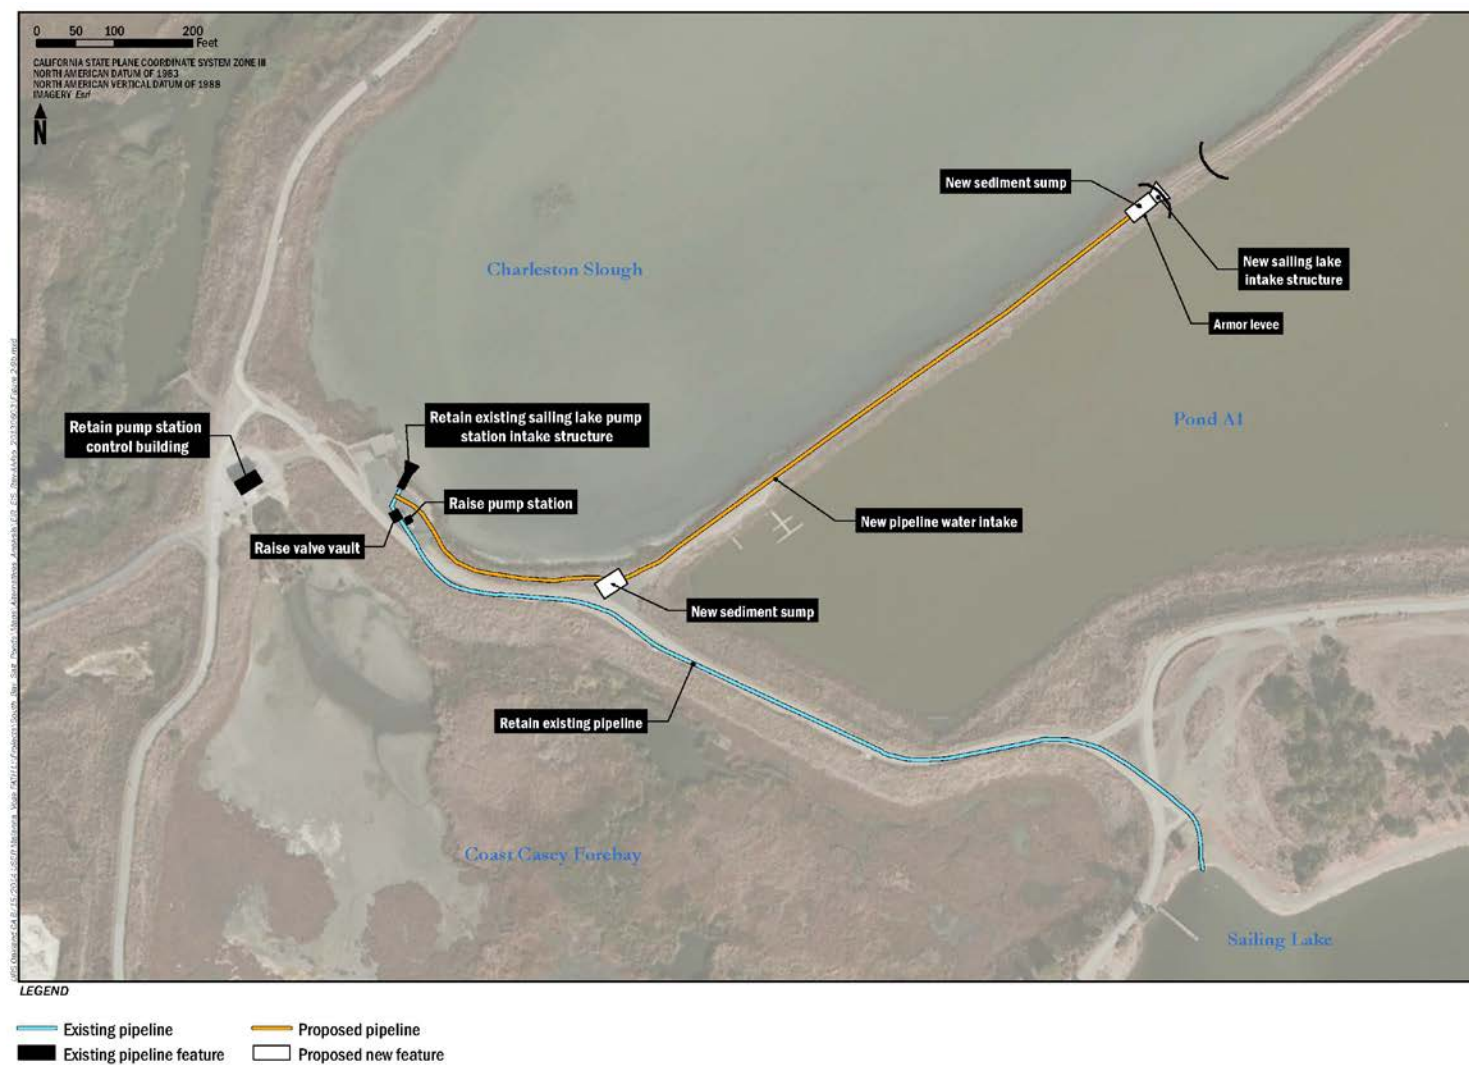 0 50 100 200
Feet
CALIFORNIA STATE PLANE COORDINATE SYSTEM ZONE III
NORTH AMERICAN DATUM OF 1983
NORTH AMERICAN VERTICAL DATUM OF 1988
IMAGERY Esri
N
New sediment sump
New sailing lake
intake structure
Charleston Slough
Armor levee
Retain existing sailing lake pump
station intake structure
Pond A1
Retain pump station
control building
Raise pump station
New pipeline water intake
Raise valve vault
New sediment sump
Retain existing pipeline
Coast Casey Forebay
Sailing Lake
LEGEND
Existing pipeline
Proposed pipeline
Existing pipeline feature
Proposed new feature